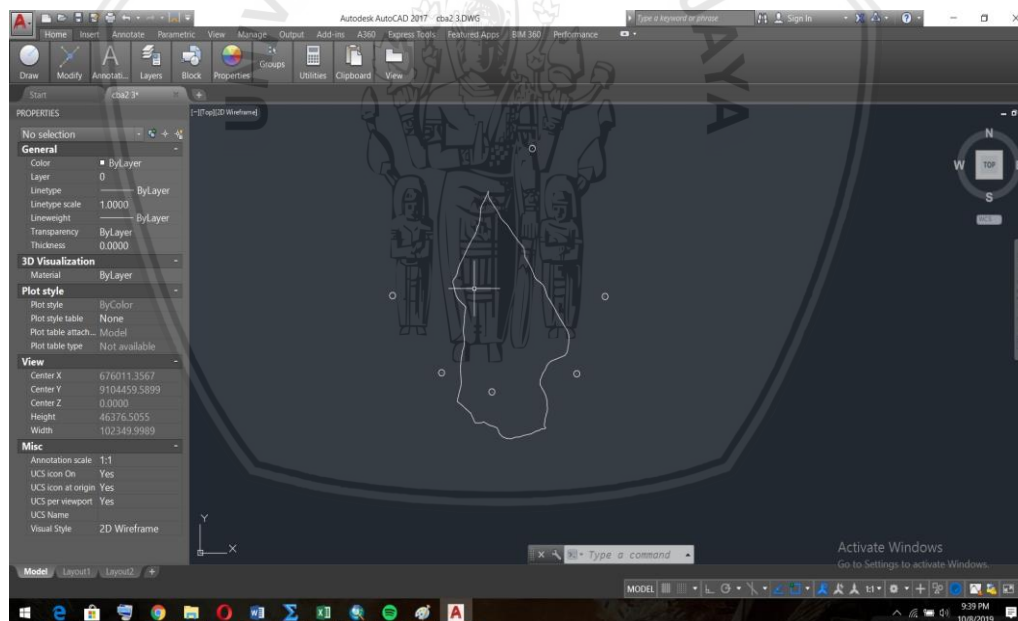 Autodesk AutoCAD 2017 cba2 3.DWG
Type a keyword or phrase
Sign In
Home Insert Annotate Parametric View Manage Output Add-ins A360 Express Tools Featured Apps BIM 360 Performance
Draw Modify Annotati... Layers Block Properties Groups Utilities Clipboard View
Start cba2 3*
PROPERTIES
[-][Top][2D Wireframe]
No selection
General
Color ByLayer
Layer 0
Linetype ByLayer
Linetype scale 1.0000
Lineweight ByLayer
Transparency ByLayer
Thickness 0.0000
3D Visualization
Material ByLayer
Plot style
Plot style ByColor
Plot style table None
Plot table attach... Model
Plot table type Not available
View
Center X 676011.3567
Center Y 9104459.5899
Center Z 0.0000
Height 46376.5055
Width 102349.9989
Misc
Annotation scale 1:1
UCS icon On Yes
UCS icon at origin Yes
UCS per viewport Yes
UCS Name
Visual Style 2D Wireframe
N
W TOP
S
WCS
Y
X
Type a command
Activate Windows
Go to Settings to activate Windows.
Model Layout1 Layout2 +
MODEL 1:1
9:39 PM
10/8/2019
AYA